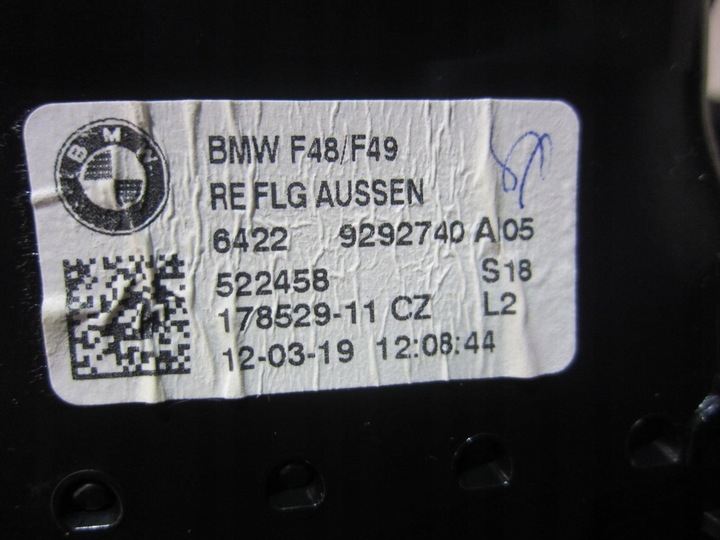 BMW
BMW F48/F49
RE FLG AUSSEN
6422 9292740 A 05
522458 S18
178529-11 CZ L2
12-03-19 12:08:44